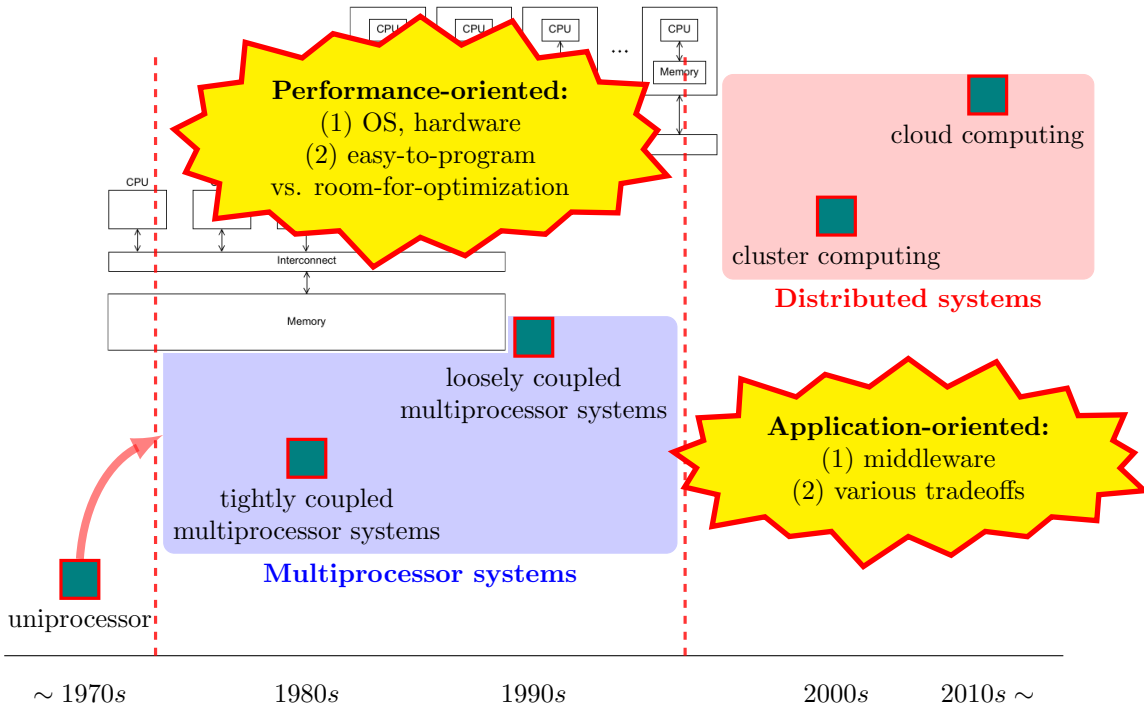 CPU
CPU
CPU
CPU
...
Memory
Performance-oriented:
(1) OS, hardware
(2) easy-to-program
vs. room-for-optimization
cloud computing
cluster computing
Distributed systems
CPU
Interconnect
Memory
loosely coupled
multiprocessor systems
Application-oriented:
(1) middleware
(2) various tradeoffs
tightly coupled
multiprocessor systems
Multiprocessor systems
uniprocessor
∼ 1970s
1980s
1990s
2000s
2010s ∼